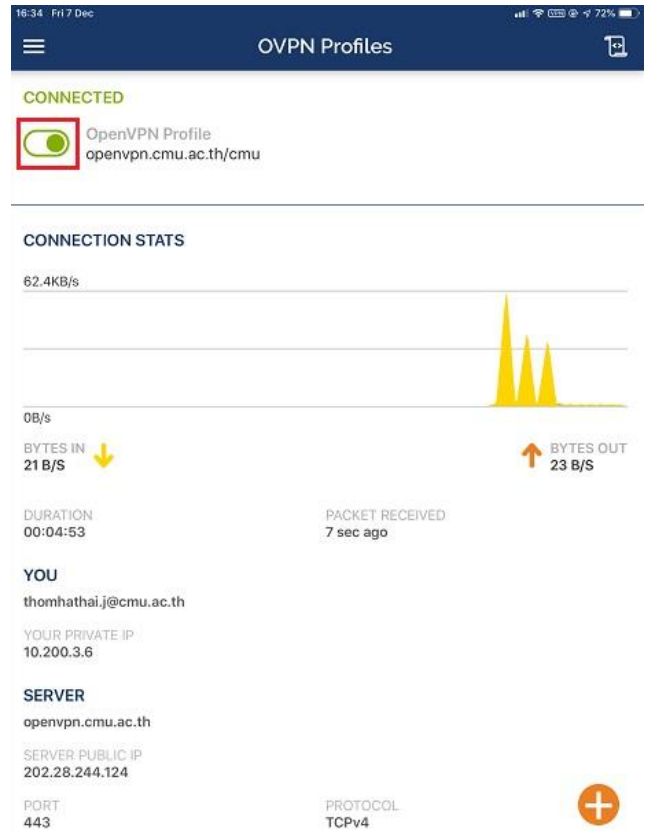 16:34 Fri 7 Dec VPN 72%
OVPN Profiles
CONNECTED
OpenVPN Profile
openvpn.cmu.ac.th/cmu
CONNECTION STATS
62.4KB/s
0B/s
BYTES IN BYTES OUT
21 B/S 23 B/S
DURATION PACKET RECEIVED
00:04:53 7 sec ago
YOU
thomhathai.j@cmu.ac.th
YOUR PRIVATE IP
10.200.3.6
SERVER
openvpn.cmu.ac.th
SERVER PUBLIC IP
202.28.244.124
PORT PROTOCOL
443 TCPv4